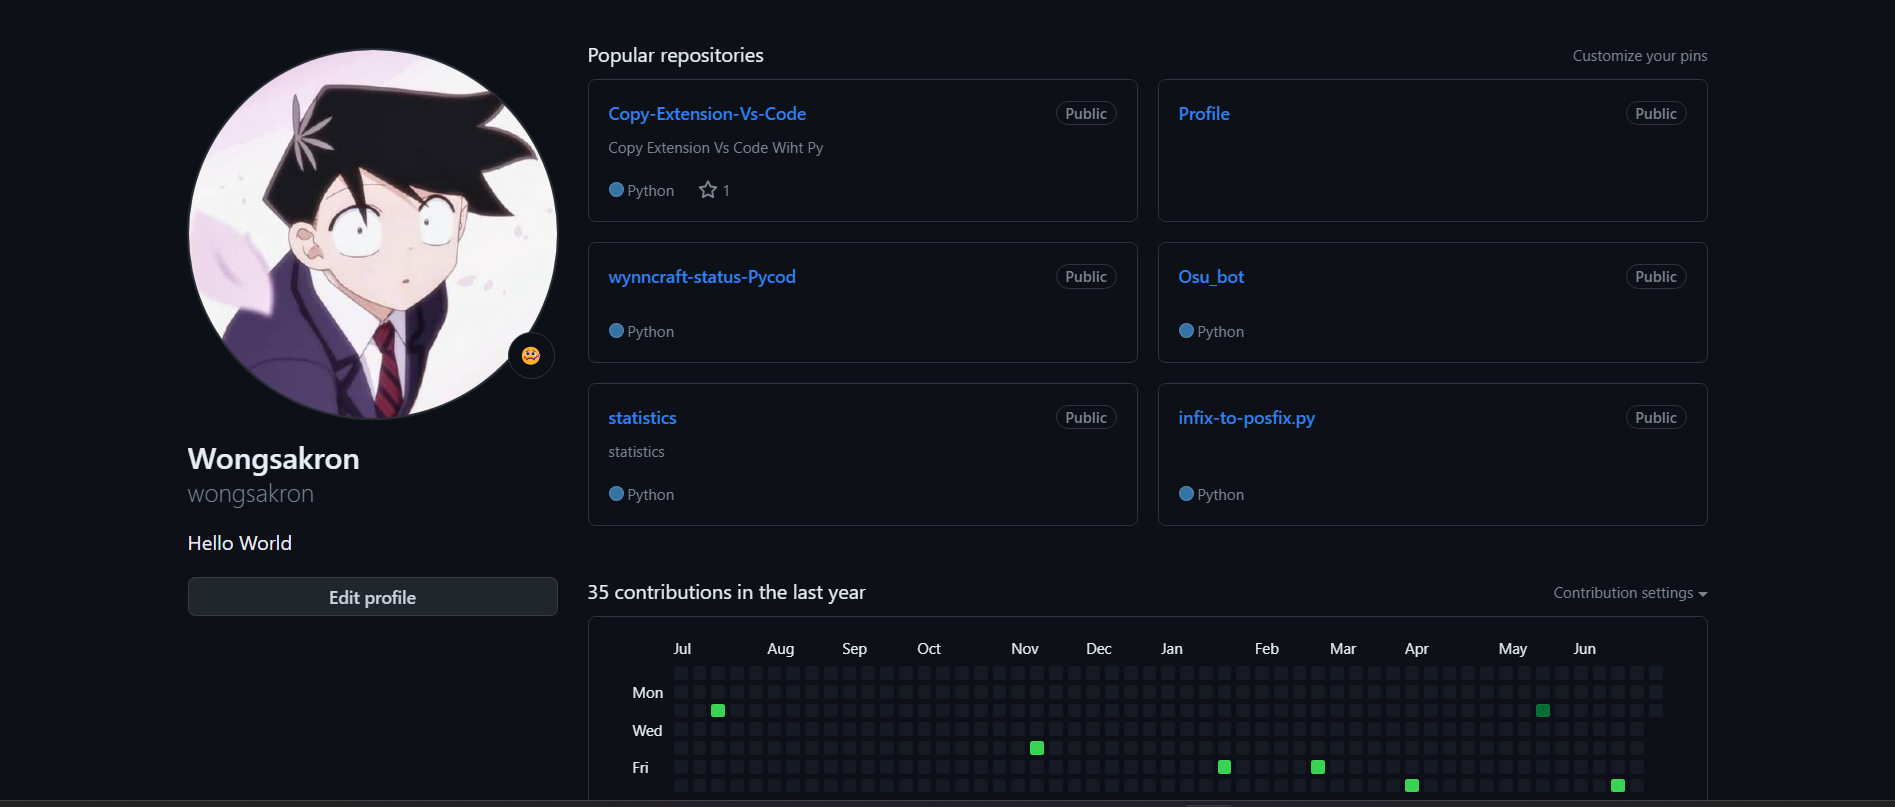 Popular repositories
Customize your pins
Copy-Extension-Vs-Code
Public
Copy Extension Vs Code Wiht Py
Python
1
Profile
Public
wynncraft-status-Pycod
Public
Python
Osu_bot
Public
Python
statistics
Public
statistics
Python
infix-to-posfix.py
Public
Python
Wongsakron
wongsakron
Hello World
Edit profile
35 contributions in the last year
Contribution settings
Jul Aug Sep Oct Nov Dec Jan Feb Mar Apr May Jun
Mon
Wed
Fri